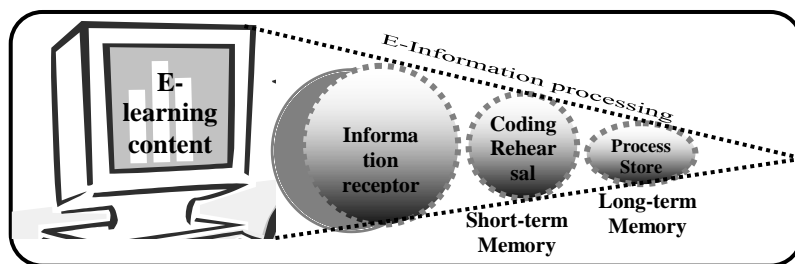 E-
learning
content
E-Information processing
Informa
tion
receptor
Coding
Rehear
sal
Process
Store
Short-term
Memory
Long-term
Memory